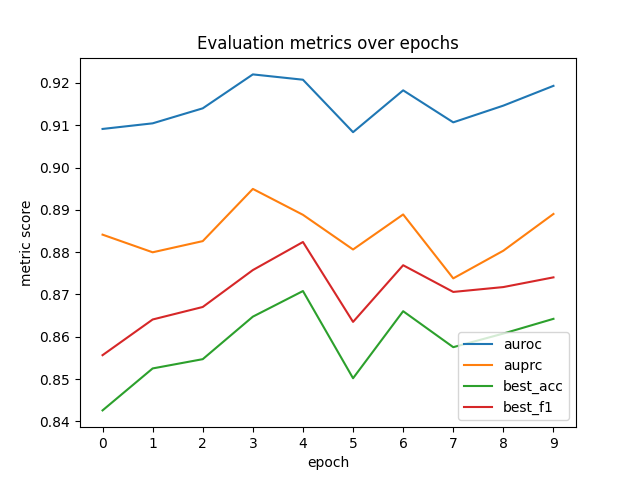 Evaluation metrics over epochs
metric score
0.92
0.91
0.90
0.89
0.88
0.87
0.86
0.85
0.84
auroc
auprc
best_acc
best_f1
0 1 2 3 4 5 6 7 8 9
epoch